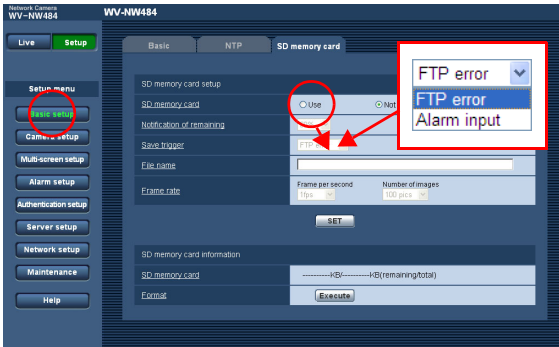 Network Camera
WV-NW484
WV-NW484
Live
Setup
Basic
NTP
SD memory card
Setup menu
Basic setup
Camera setup
Multi-screen setup
Alarm setup
Authentication setup
Server setup
Network setup
Maintenance
Help
SD memory card setup
SD memory card
Use
Not
Notification of remaining
Save trigger
FTP
File name
Frame rate
Frame per second
Number of images
1fps
100 pics
SET
SD memory card information
SD memory card
----------KB/----------KB(remaining/total)
Format
Execute
FTP error
FTP error
Alarm input